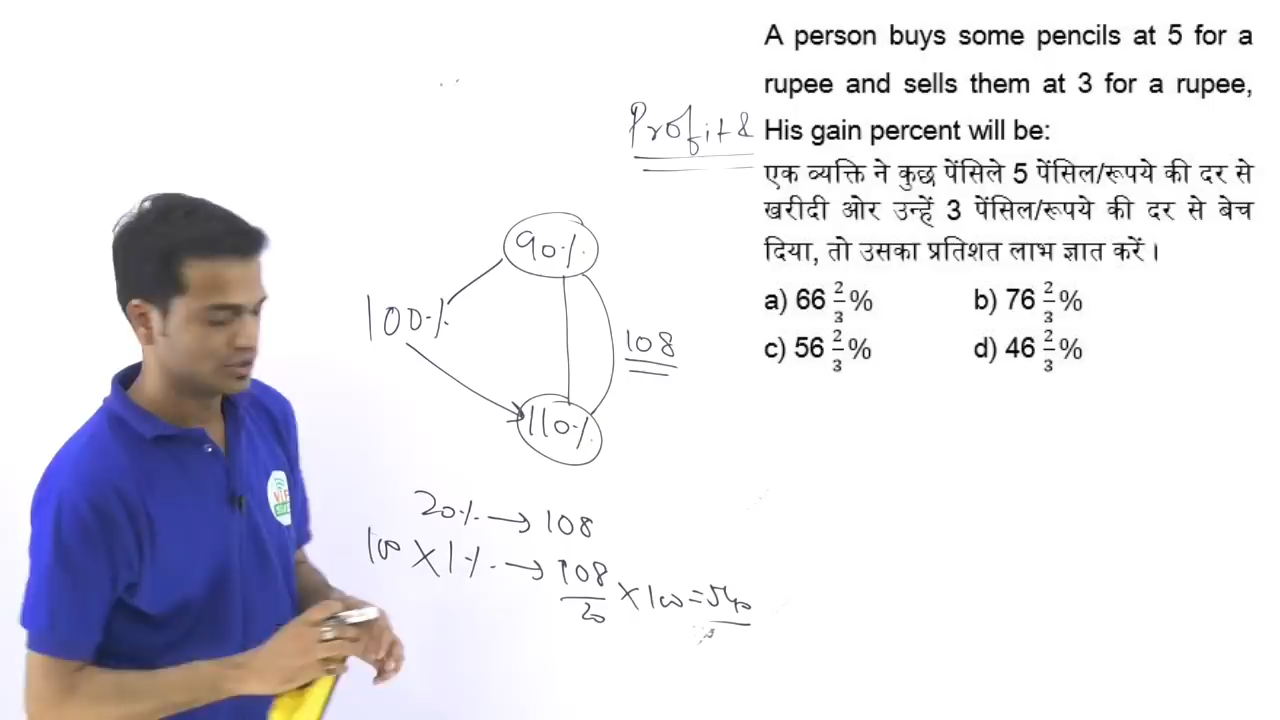 Profit &
A person buys some pencils at 5 for a
rupee and sells them at 3 for a rupee,
His gain percent will be:
एक व्यक्ति ने कुछ पेंसिले 5 पेंसिल/रूपये की दर से
खरीदी ओर उन्हें 3 पेंसिल/रूपये की दर से बेच
दिया, तो उसका प्रतिशत लाभ ज्ञात करें।
a) 66 2/3% b) 76 2/3%
c) 56 2/3% d) 46 2/3%
90%
100%
108
110%
20% → 108
100 X 1% → 108/20 X 100 = 540